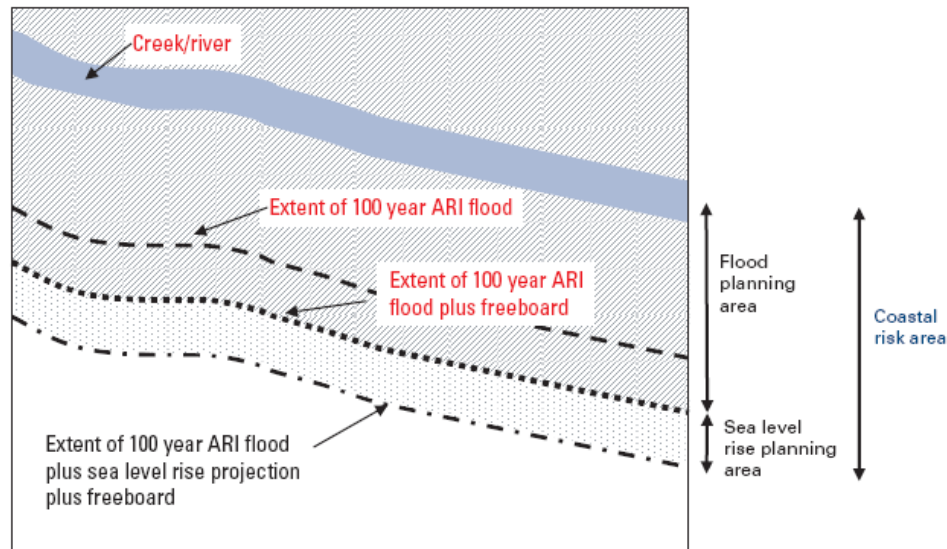 Creek/river
Extent of 100 year ARI flood
Extent of 100 year ARI
flood plus freeboard
Flood
planning
area
Coastal
risk area
Sea level
rise planning
area
Extent of 100 year ARI flood
plus sea level rise projection
plus freeboard